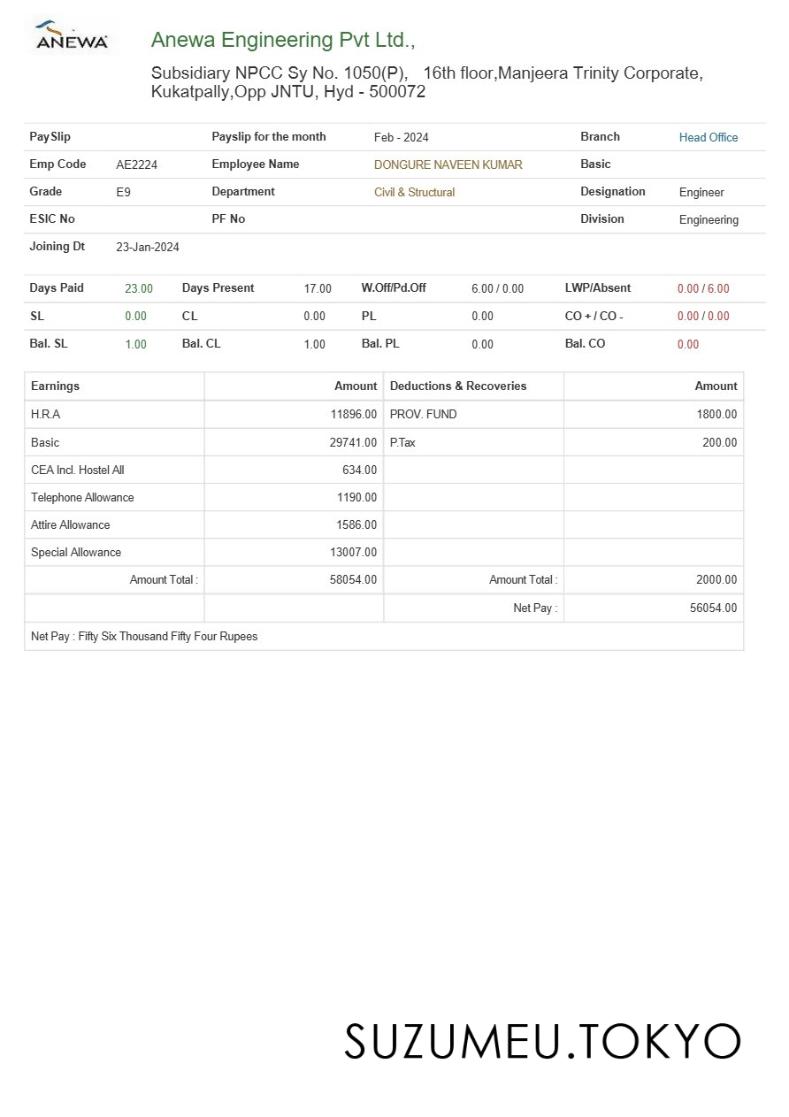 ANEWA
Anewa Engineering Pvt Ltd.,
Subsidiary NPCC Sy No. 1050(P), 16th floor,Manjeera Trinity Corporate,
Kukatpally,Opp JNTU, Hyd - 500072
PaySlip Payslip for the month Feb - 2024 Branch Head Office
Emp Code AE2224 Employee Name DONGURE NAVEEN KUMAR Basic
Grade E9 Department Civil & Structural Designation Engineer
ESIC No PF No Division Engineering
Joining Dt 23-Jan-2024
Days Paid 23.00 Days Present 17.00 W.Off/Pd.Off 6.00 / 0.00 LWP/Absent 0.00 / 6.00
SL 0.00 CL 0.00 PL 0.00 CO + / CO - 0.00 / 0.00
Bal. SL 1.00 Bal. CL 1.00 Bal. PL 0.00 Bal. CO 0.00
Earnings Amount Deductions & Recoveries Amount
H.R.A 11896.00 PROV. FUND 1800.00
Basic 29741.00 P.Tax 200.00
CEA Incl. Hostel All 634.00
Telephone Allowance 1190.00
Attire Allowance 1586.00
Special Allowance 13007.00
Amount Total : 58054.00 Amount Total : 2000.00
Net Pay : 56054.00
Net Pay : Fifty Six Thousand Fifty Four Rupees
SUZUMEU.TOKYO